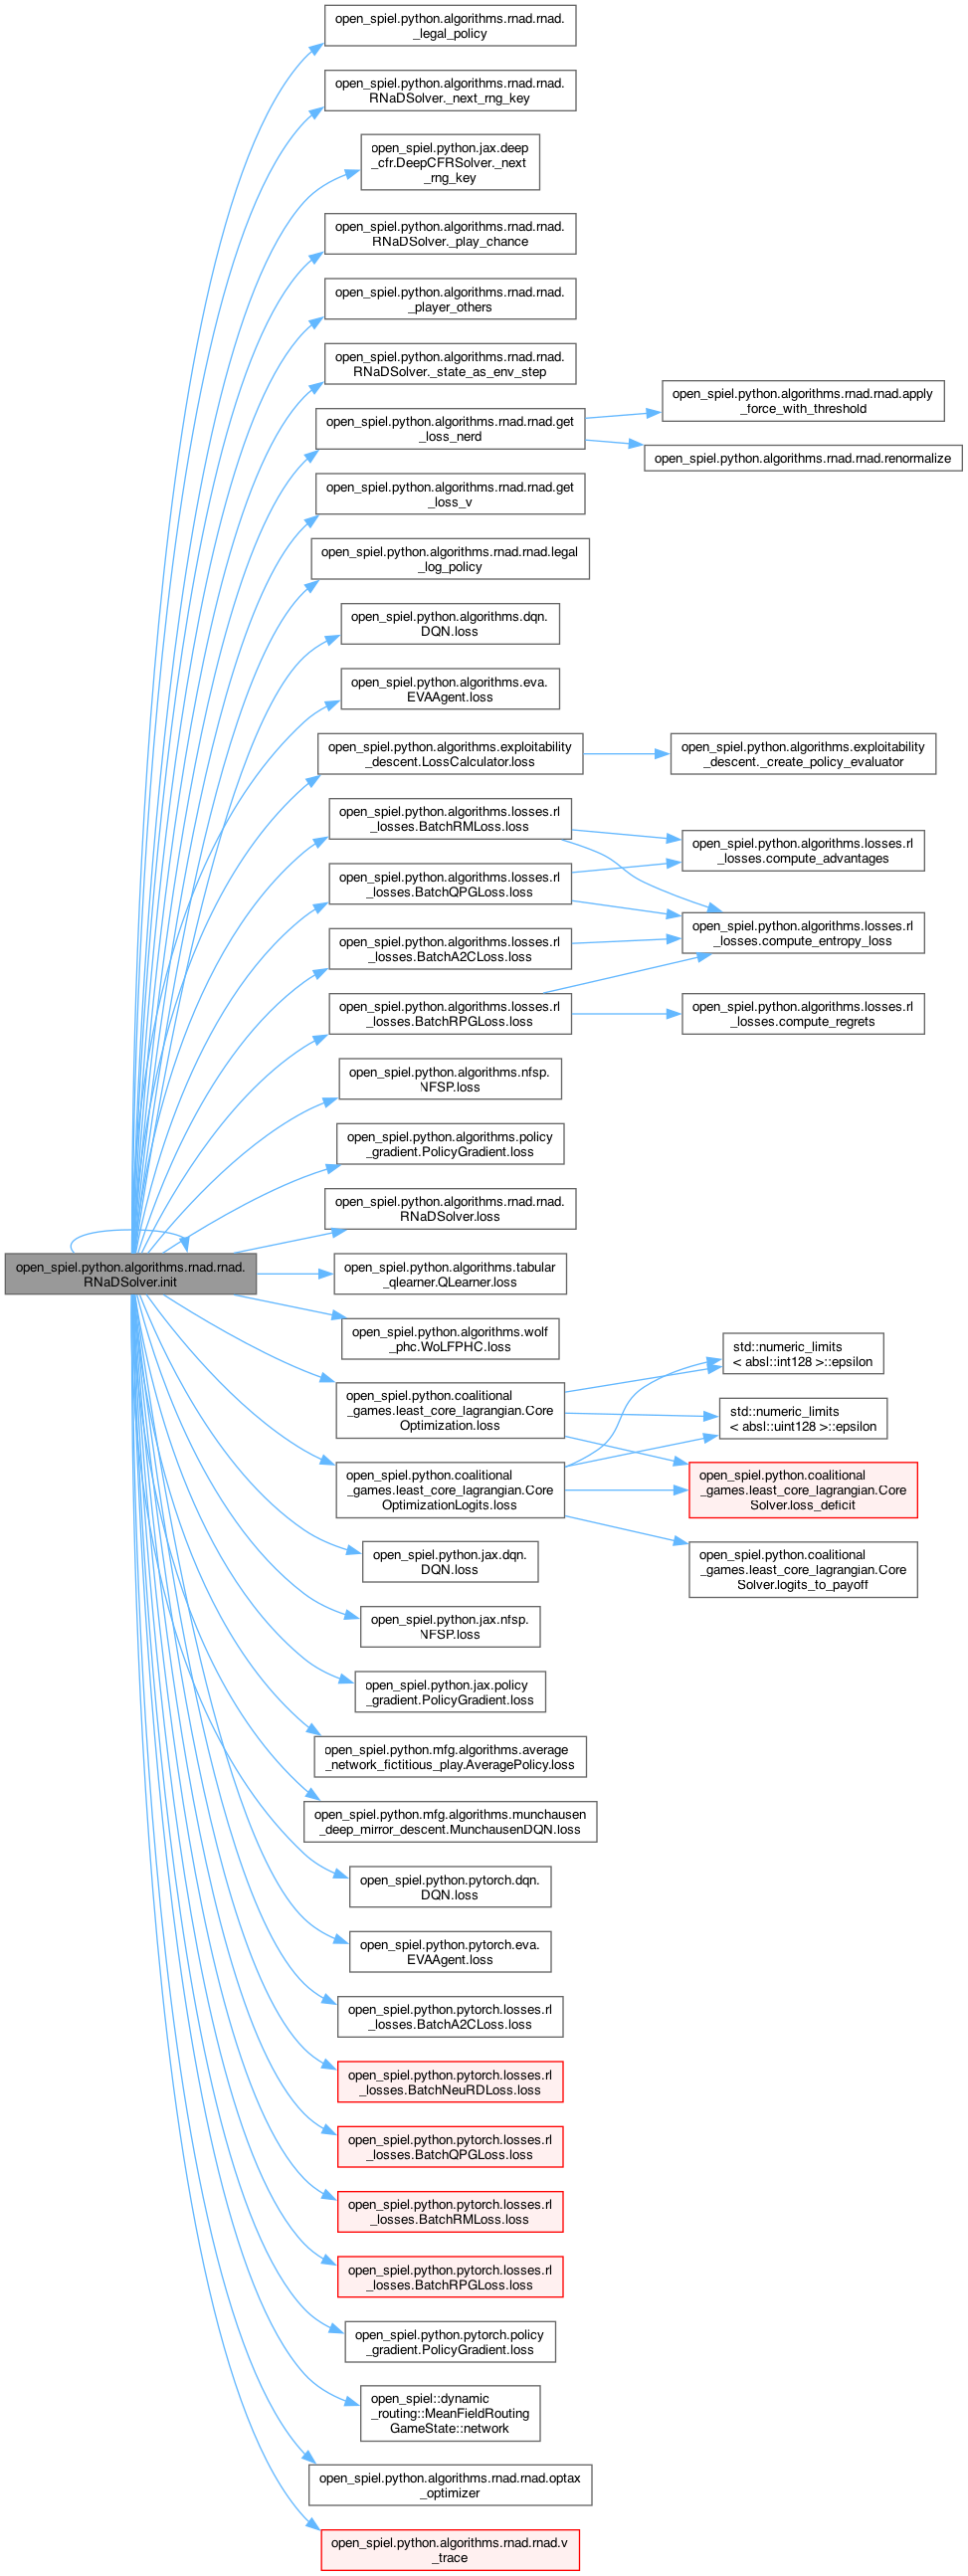 open_spiel.python.algorithms.rnad.rnad.
_legal_policy
open_spiel.python.algorithms.rnad.rnad.
RNaDSolver._next_rng_key
open_spiel.python.jax.deep
_cfr.DeepCFRSolver._next
_rng_key
open_spiel.python.algorithms.rnad.rnad.
RNaDSolver._play_chance
open_spiel.python.algorithms.rnad.rnad.
_player_others
open_spiel.python.algorithms.rnad.rnad.
RNaDSolver._state_as_env_step
open_spiel.python.algorithms.rnad.rnad.get
_loss_nerd
open_spiel.python.algorithms.rnad.rnad.apply
_force_with_threshold
open_spiel.python.algorithms.rnad.rnad.renormalize
open_spiel.python.algorithms.rnad.rnad.get
_loss_v
open_spiel.python.algorithms.rnad.rnad.legal
_log_policy
open_spiel.python.algorithms.dqn.
DQN.loss
open_spiel.python.algorithms.eva.
EVAAgent.loss
open_spiel.python.algorithms.exploitability
_descent.LossCalculator.loss
open_spiel.python.algorithms.exploitability
_descent._create_policy_evaluator
open_spiel.python.algorithms.losses.rl
_losses.BatchRMLoss.loss
open_spiel.python.algorithms.losses.rl
_losses.compute_advantages
open_spiel.python.algorithms.losses.rl
_losses.BatchQPGLoss.loss
open_spiel.python.algorithms.losses.rl
_losses.compute_entropy_loss
open_spiel.python.algorithms.losses.rl
_losses.BatchA2CLoss.loss
open_spiel.python.algorithms.losses.rl
_losses.BatchRPGLoss.loss
open_spiel.python.algorithms.losses.rl
_losses.compute_regrets
open_spiel.python.algorithms.nfsp.
NFSP.loss
open_spiel.python.algorithms.policy
_gradient.PolicyGradient.loss
open_spiel.python.algorithms.rnad.rnad.
RNaDSolver.loss
open_spiel.python.algorithms.rnad.rnad.
RNaDSolver.init
open_spiel.python.algorithms.tabular
_qlearner.QLearner.loss
open_spiel.python.algorithms.wolf
_phc.WoLFPHC.loss
open_spiel.python.coalitional
_games.least_core_lagrangian.Core
Optimization.loss
std::numeric_limits
< absl::int128 >::epsilon
std::numeric_limits
< absl::uint128 >::epsilon
open_spiel.python.coalitional
_games.least_core_lagrangian.Core
OptimizationLogits.loss
open_spiel.python.coalitional
_games.least_core_lagrangian.Core
Solver.loss_deficit
open_spiel.python.coalitional
_games.least_core_lagrangian.Core
Solver.logits_to_payoff
open_spiel.python.jax.dqn.
DQN.loss
open_spiel.python.jax.nfsp.
NFSP.loss
open_spiel.python.jax.policy
_gradient.PolicyGradient.loss
open_spiel.python.mfg.algorithms.average
_network_fictitious_play.AveragePolicy.loss
open_spiel.python.mfg.algorithms.munchausen
_deep_mirror_descent.MunchausenDQN.loss
open_spiel.python.pytorch.dqn.
DQN.loss
open_spiel.python.pytorch.eva.
EVAAgent.loss
open_spiel.python.pytorch.losses.rl
_losses.BatchA2CLoss.loss
open_spiel.python.pytorch.losses.rl
_losses.BatchNeuRDLoss.loss
open_spiel.python.pytorch.losses.rl
_losses.BatchQPGLoss.loss
open_spiel.python.pytorch.losses.rl
_losses.BatchRMLoss.loss
open_spiel.python.pytorch.losses.rl
_losses.BatchRPGLoss.loss
open_spiel.python.pytorch.policy
_gradient.PolicyGradient.loss
open_spiel::dynamic
_routing::MeanFieldRouting
GameState::network
open_spiel.python.algorithms.rnad.rnad.optax
_optimizer
open_spiel.python.algorithms.rnad.rnad.v
_trace